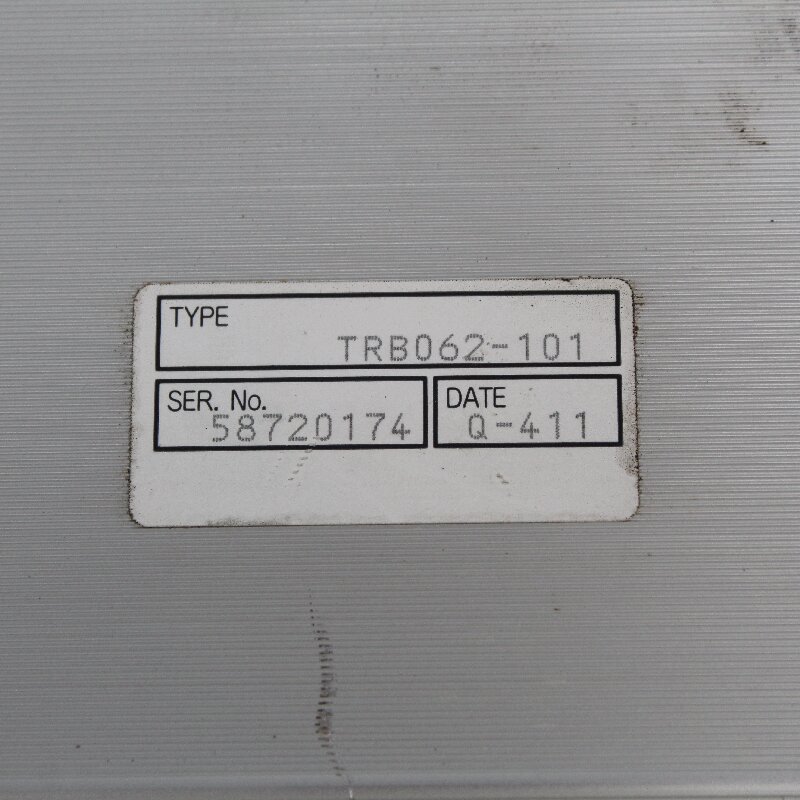 TYPE
TRB062-101
SER. No. DATE
58720174 Q-411